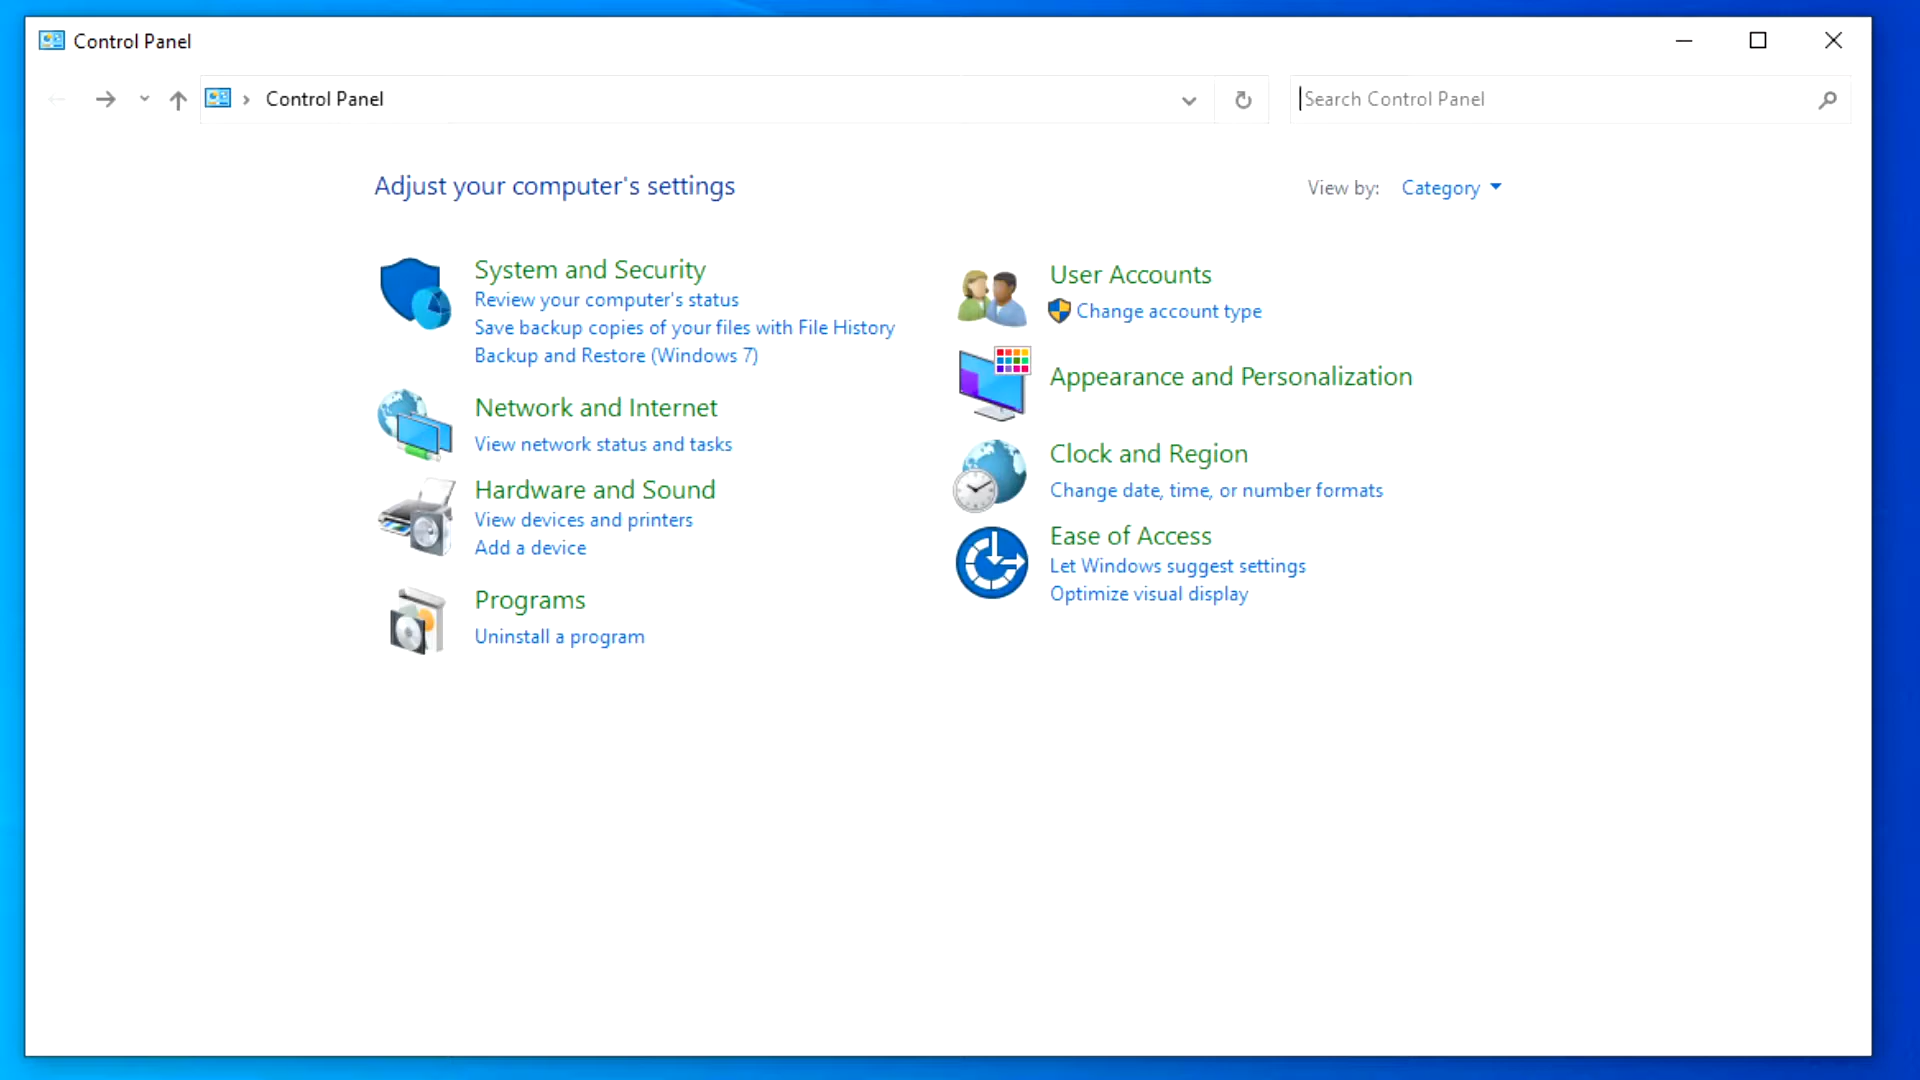 Control Panel
Control Panel
Search Control Panel
Adjust your computer's settings
View by: Category
System and Security
Review your computer's status
Save backup copies of your files with File History
Backup and Restore (Windows 7)
Network and Internet
View network status and tasks
Hardware and Sound
View devices and printers
Add a device
Programs
Uninstall a program
User Accounts
Change account type
Appearance and Personalization
Clock and Region
Change date, time, or number formats
Ease of Access
Let Windows suggest settings
Optimize visual display